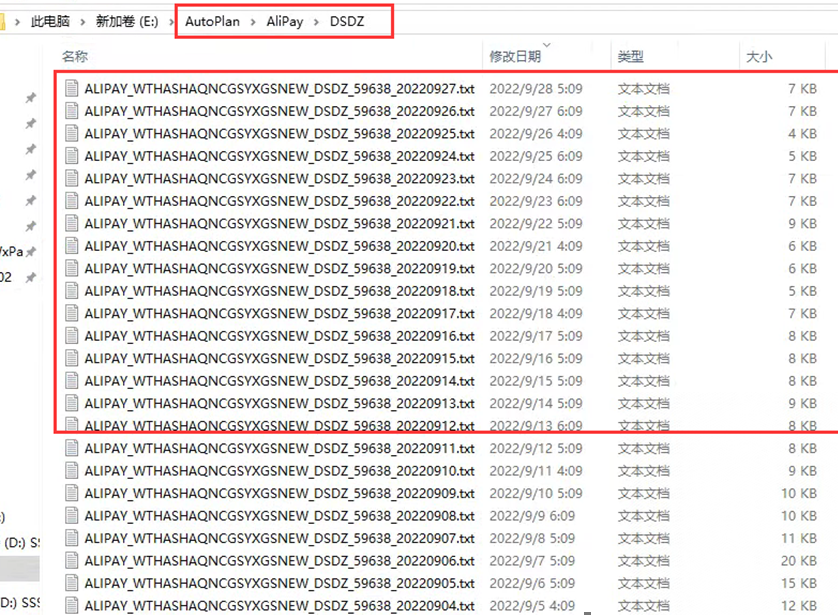 此电脑 > 新加卷 (E:) > AutoPlan > AliPay > DSDZ
名称 修改日期 类型 大小
ALIPAY_WTHASHAQNCGSYXGSNEW_DSDZ_59638_20220927.txt 2022/9/28 5:09 文本文档 7 KB
ALIPAY_WTHASHAQNCGSYXGSNEW_DSDZ_59638_20220926.txt 2022/9/27 6:09 文本文档 7 KB
ALIPAY_WTHASHAQNCGSYXGSNEW_DSDZ_59638_20220925.txt 2022/9/26 4:09 文本文档 4 KB
ALIPAY_WTHASHAQNCGSYXGSNEW_DSDZ_59638_20220924.txt 2022/9/25 6:09 文本文档 5 KB
ALIPAY_WTHASHAQNCGSYXGSNEW_DSDZ_59638_20220923.txt 2022/9/24 6:09 文本文档 7 KB
ALIPAY_WTHASHAQNCGSYXGSNEW_DSDZ_59638_20220922.txt 2022/9/23 6:09 文本文档 7 KB
ALIPAY_WTHASHAQNCGSYXGSNEW_DSDZ_59638_20220921.txt 2022/9/22 5:09 文本文档 9 KB
ALIPAY_WTHASHAQNCGSYXGSNEW_DSDZ_59638_20220920.txt 2022/9/21 4:09 文本文档 6 KB
xPa
ALIPAY_WTHASHAQNCGSYXGSNEW_DSDZ_59638_20220919.txt 2022/9/20 5:09 文本文档 6 KB
02
ALIPAY_WTHASHAQNCGSYXGSNEW_DSDZ_59638_20220918.txt 2022/9/19 5:09 文本文档 5 KB
ALIPAY_WTHASHAQNCGSYXGSNEW_DSDZ_59638_20220917.txt 2022/9/18 4:09 文本文档 7 KB
ALIPAY_WTHASHAQNCGSYXGSNEW_DSDZ_59638_20220916.txt 2022/9/17 5:09 文本文档 8 KB
ALIPAY_WTHASHAQNCGSYXGSNEW_DSDZ_59638_20220915.txt 2022/9/16 5:09 文本文档 8 KB
ALIPAY_WTHASHAQNCGSYXGSNEW_DSDZ_59638_20220914.txt 2022/9/15 5:09 文本文档 8 KB
ALIPAY_WTHASHAQNCGSYXGSNEW_DSDZ_59638_20220913.txt 2022/9/14 5:09 文本文档 9 KB
ALIPAY_WTHASHAQNCGSYXGSNEW_DSDZ_59638_20220912.txt 2022/9/13 6:09 文本文档 8 KB
ALIPAY_WTHASHAQNCGSYXGSNEW_DSDZ_59638_20220911.txt 2022/9/12 5:09 文本文档 8 KB
ALIPAY_WTHASHAQNCGSYXGSNEW_DSDZ_59638_20220910.txt 2022/9/11 4:09 文本文档 9 KB
ALIPAY_WTHASHAQNCGSYXGSNEW_DSDZ_59638_20220909.txt 2022/9/10 5:09 文本文档 10 KB
ALIPAY_WTHASHAQNCGSYXGSNEW_DSDZ_59638_20220908.txt 2022/9/9 6:09 文本文档 10 KB
:)
ALIPAY_WTHASHAQNCGSYXGSNEW_DSDZ_59638_20220907.txt 2022/9/8 5:09 文本文档 11 KB
(D:) SS
ALIPAY_WTHASHAQNCGSYXGSNEW_DSDZ_59638_20220906.txt 2022/9/7 5:09 文本文档 20 KB
ALIPAY_WTHASHAQNCGSYXGSNEW_DSDZ_59638_20220905.txt 2022/9/6 5:09 文本文档 15 KB
D:) SSS
ALIPAY_WTHASHAQNCGSYXGSNEW_DSDZ_59638_20220904.txt 2022/9/5 4:09 文本文档 12 KB